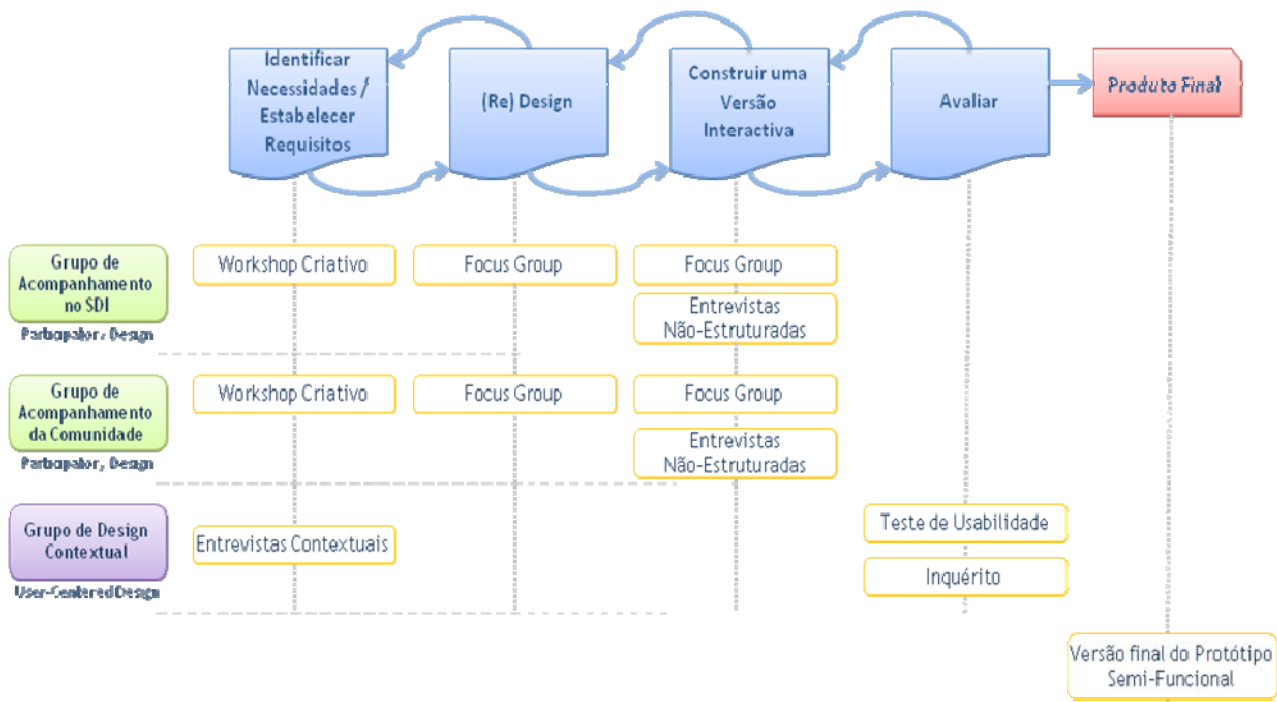 Identificar
Necessidades /
Estabelecer
Requisitos
(Re) Design
Construir uma
Versão
Interactiva
Avaliar
Produto Final
Grupo de
Acompanhamento
no SDI
Design
Workshop Criativo
Focus Group
Focus Group
Entrevistas
Não-Estruturadas
Grupo de
Acompanhamento
da Comunidade
Design
Workshop Criativo
Focus Group
Focus Group
Entrevistas
Não-Estruturadas
Grupo de Design
Contextual
User-Centered Design
Entrevistas Contextuais
Teste de Usabilidade
Inquérito
Versão final do Protótipo
Semi-Funcional